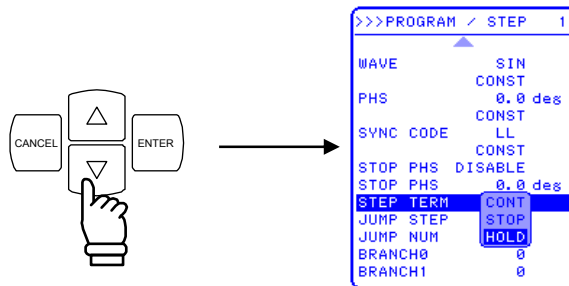 CANCEL
ENTER
>>>PROGRAM / STEP 1
WAVE SIN
CONST
PHS 0.0 deg
CONST
SYNC CODE LL
CONST
STOP PHS DISABLE
STOP PHS 0.0 deg
STEP TERM CONT
JUMP STEP STOP
JUMP NUM HOLD
BRANCH0 0
BRANCH1 0